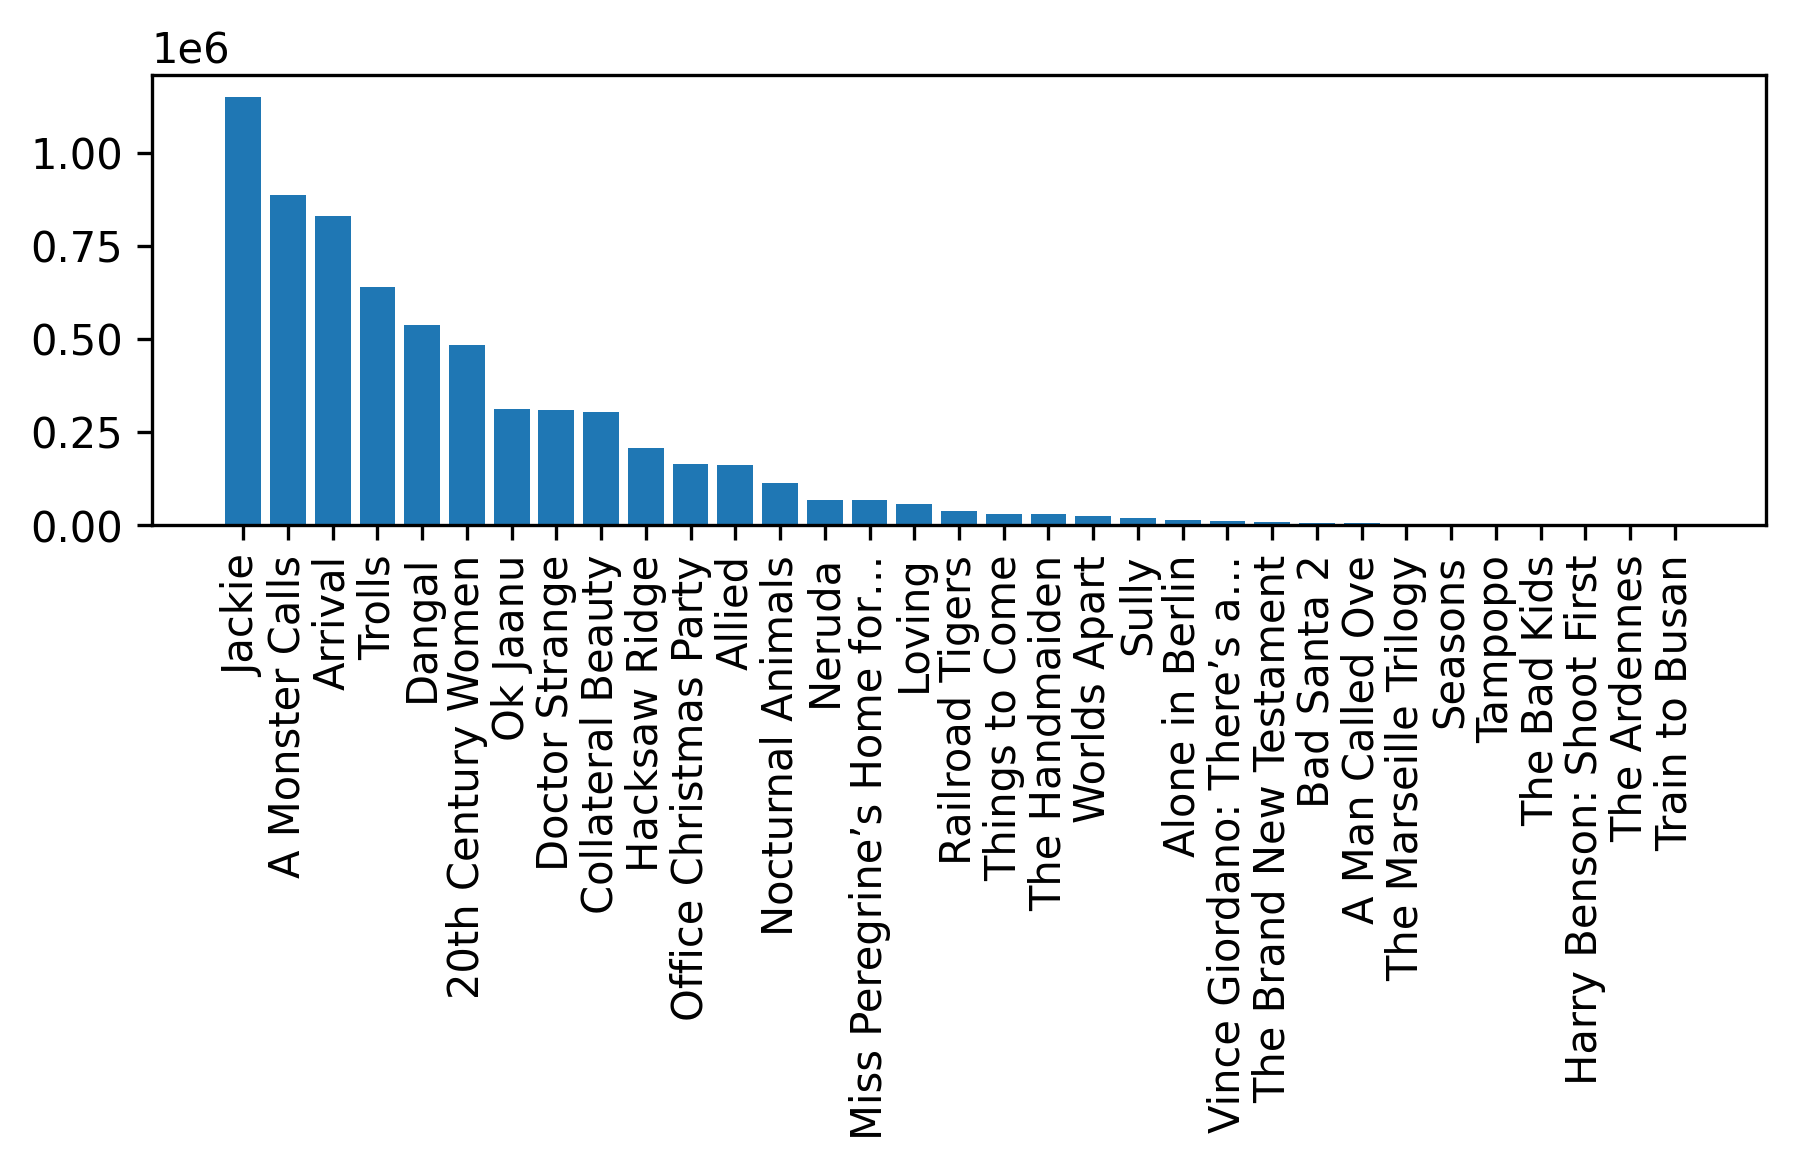 1e6
1.00
0.75
0.50
0.25
0.00
Jackie
A Monster Calls
Arrival
Trolls
Dangal
20th Century Women
Ok Jaanu
Doctor Strange
Collateral Beauty
Hacksaw Ridge
Office Christmas Party
Allied
Nocturnal Animals
Neruda
Miss Peregrine’s Home for...
Loving
Railroad Tigers
Things to Come
The Handmaiden
Worlds Apart
Sully
Alone in Berlin
Vince Giordano: There’s a...
The Brand New Testament
Bad Santa 2
A Man Called Ove
The Marseille Trilogy
Seasons
Tampopo
The Bad Kids
Harry Benson: Shoot First
The Ardennes
Train to Busan